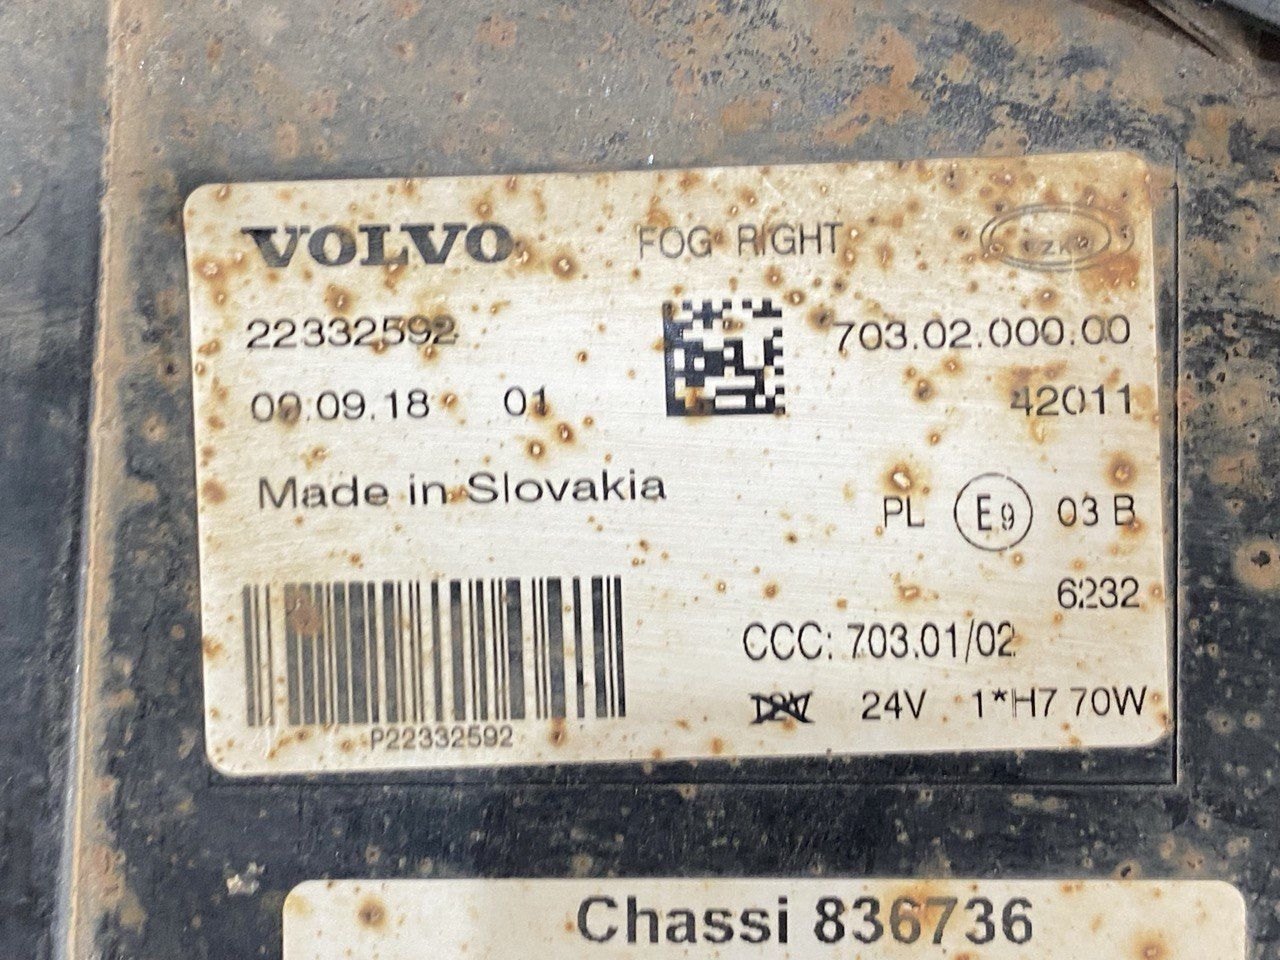 VOLVO FOG RIGHT
22332592 703.02.000.00
09.09.18 01 42011
Made in Slovakia
PL E9 03 B
6232
CCC: 703.01/02
12V 24V 1*H7 70W
P22332592
Chassi 836736